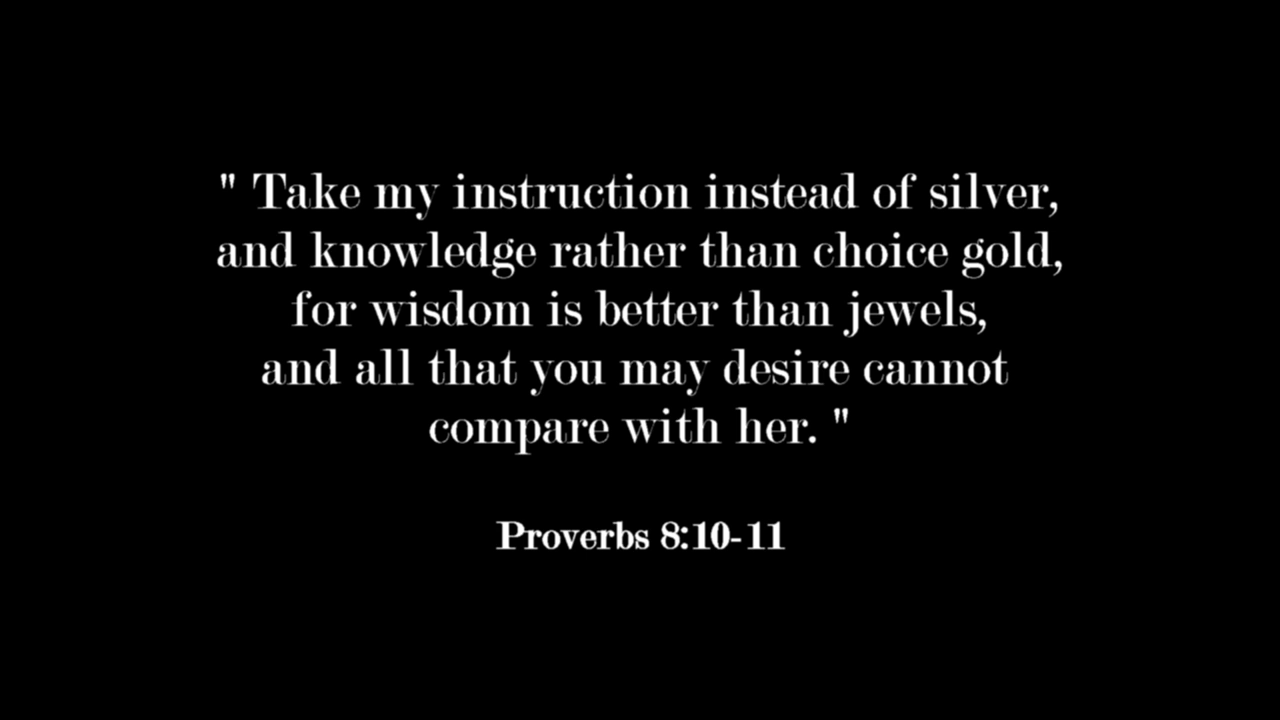 " Take my instruction instead of silver,
and knowledge rather than choice gold,
for wisdom is better than jewels,
and all that you may desire cannot
compare with her. "
Proverbs 8:10-11